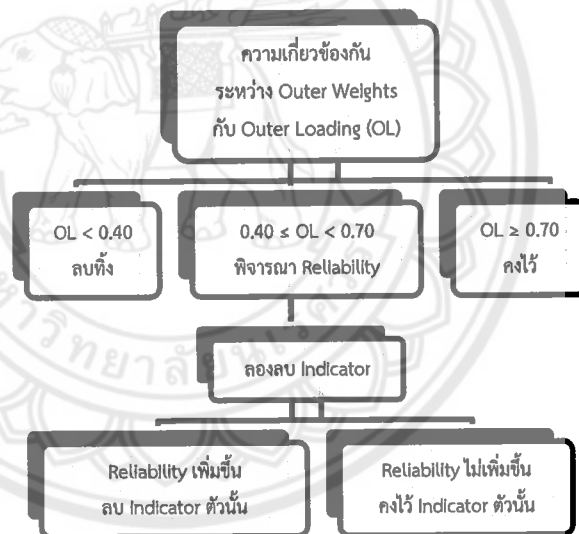 ความเกี่ยวข้องกัน
ระหว่าง Outer Weights
กับ Outer Loading (OL)
OL < 0.40
ลบทิ้ง
0.40 ≤ OL < 0.70
พิจารณา Reliability
OL ≥ 0.70
คงไว้
ลองลบ Indicator
Reliability เพิ่มขึ้น
ลบ Indicator ตัวนั้น
Reliability ไม่เพิ่มขึ้น
คงไว้ Indicator ตัวนั้น